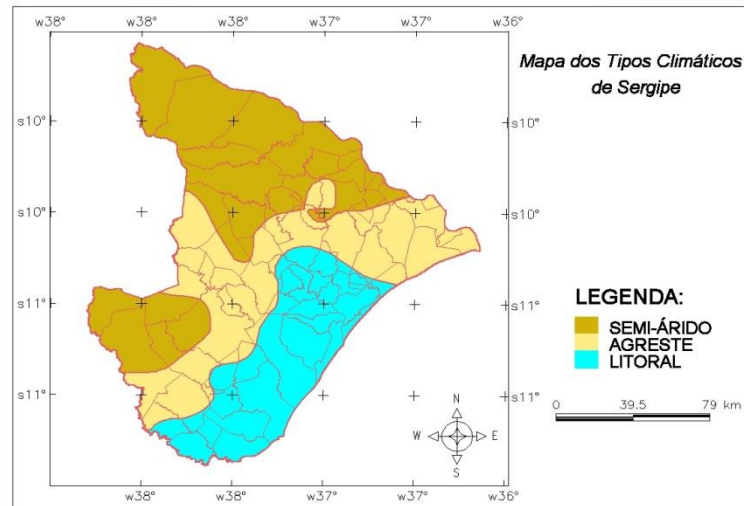 w38° w38° w38° w37° w37° w36°
Mapa dos Tipos Climáticos
de Sergipe
s10° s10°
s10° s10°
s11° s11°
s11° s11°
LEGENDA:
SEMI-ÁRIDO
AGRESTE
LITORAL
0 39.5 79 km
N
W E
S
w38° w38° w38° w37° w37° w36°